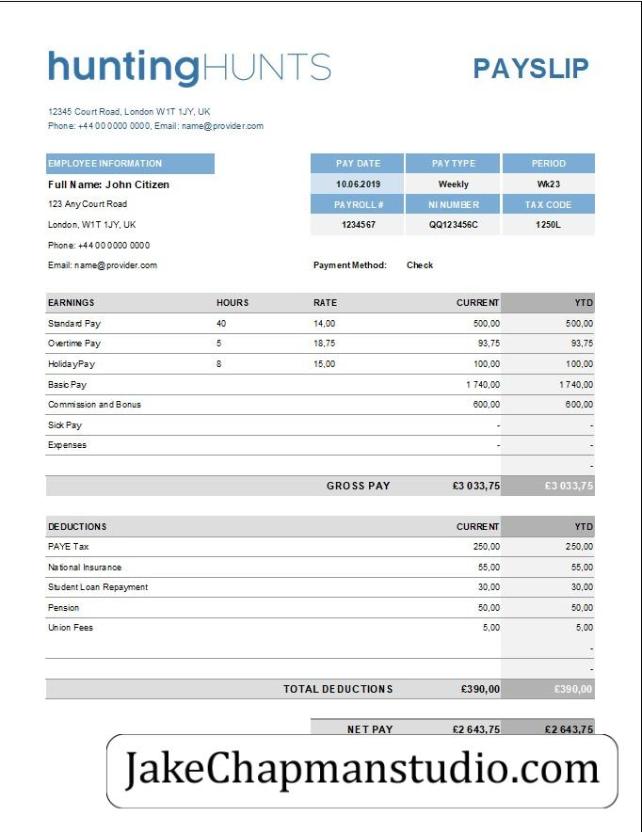 huntingHUNTS PAYSLIP
12345 Court Road, London W1T 1JY, UK
Phone: +44 00 0000 0000, Email: name@provider.com
EMPLOYEE INFORMATION PAY DATE PAY TYPE PERIOD
Full Name: John Citizen 10.06.2019 Weekly Wk23
123 Any Court Road PAYROLL # NI NUMBER TAX CODE
London, W1T 1JY, UK 1234567 QQ123456C 1250L
Phone: +44 00 0000 0000
Email: name@provider.com Payment Method: Check
EARNINGS HOURS RATE CURRENT YTD
Standard Pay 40 14,00 500,00 500,00
Overtime Pay 5 18,75 93,75 93,75
Holiday Pay 8 15,00 100,00 100,00
Basic Pay 1 740,00 1 740,00
Commission and Bonus 600,00 600,00
Sick Pay - -
Expenses - -
-
GROSS PAY £3 033,75 £3 033,75
DEDUCTIONS CURRENT YTD
PAYE Tax 250,00 250,00
National Insurance 55,00 55,00
Student Loan Repayment 30,00 30,00
Pension 50,00 50,00
Union Fees 5,00 5,00
-
-
TOTAL DEDUCTIONS £390,00 £390,00
NET PAY £2 643,75 £2 643,75
JakeChapmanstudio.com